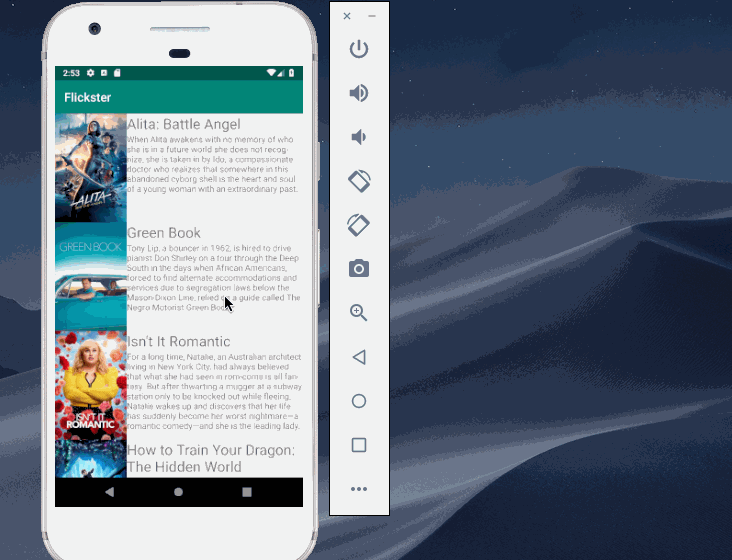 2:53
Flickster
Alita: Battle Angel
When Alita awakens with no memory of who
she is in a future world she does not recog-
nize, she is taken in by Ido, a compassionate
doctor who realizes that somewhere in this
abandoned cyborg shell is the heart and soul
of a young woman with an extraordinary past.
ALITA
Green Book
GREEN BOOK
Tony Lip, a bouncer in 1962, is hired to drive
pianist Don Shirley on a tour through the Deep
South in the days when African Americans,
forced to find alternate accommodations and
services due to segregation laws below the
Mason-Dixon Line, relied on a guide called The
Negro Motorist Green Book.
Isn't It Romantic
For a long time, Natalie, an Australian architect
living in New York City, had always believed
that what she had seen in rom-coms is all fan-
tasy. But after thwarting a mugger at a subway
station only to be knocked out while fleeing,
Natalie wakes up and discovers that her life
has suddenly become her worst nightmare—a
romantic comedy—and she is the leading lady.
ISN'T IT
ROMANTIC
How to Train Your Dragon:
The Hidden World